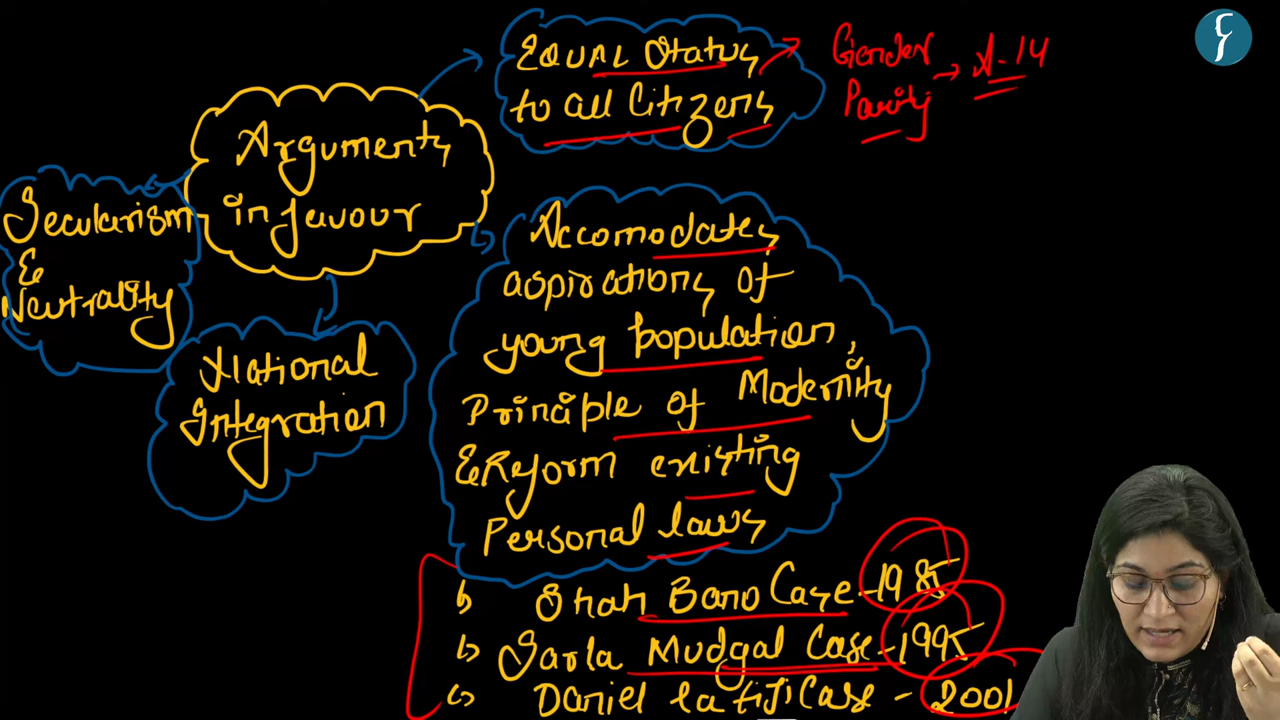 Arguments
in favour
EQUAL Status
to all Citizens
Gender
Parity → A-14
Secularism
&
Neutrality
National
Integration
Accomodates
aspirations of
young population,
Principle of Modernity
& Reform existing
Personal laws
Shah Bano Case - 1985
Sarla Mudgal Case - 1995
Daniel Latifi Case - 2001